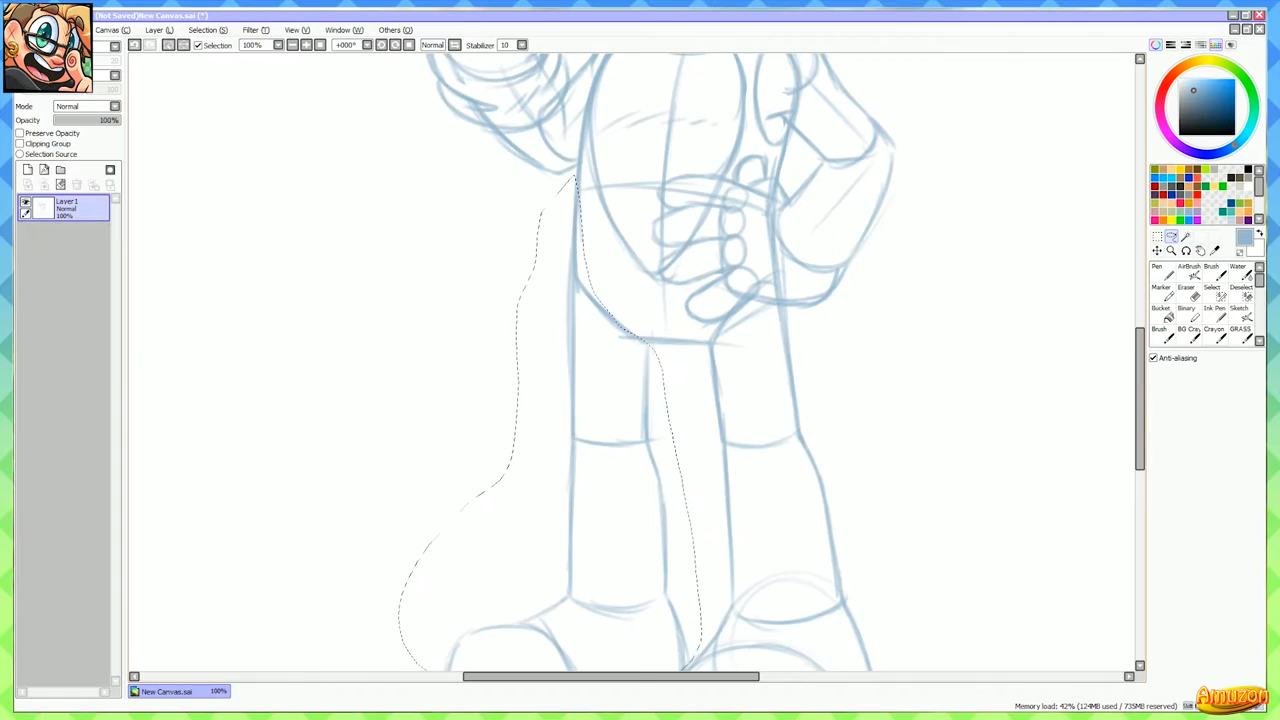 (Not Saved)New Canvas.sai (*)
Canvas (C) Layer (L) Selection (S) Filter (T) View (V) Window (W) Others (O)
Selection 100% +000° Normal Stabilizer 10
20
100
Mode Normal
Opacity 100%
Preserve Opacity
Clipping Group
Selection Source
Layer1
Normal
100%
Pen AirBrush Brush Water
Marker Eraser Select Deselect
Bucket Binary Ink Pen Sketch
Brush BG Cray Crayon GRASS
Anti-aliasing
New Canvas.sai 100%
Memory load: 42% (124MB used / 735MB reserved)
Amuzon